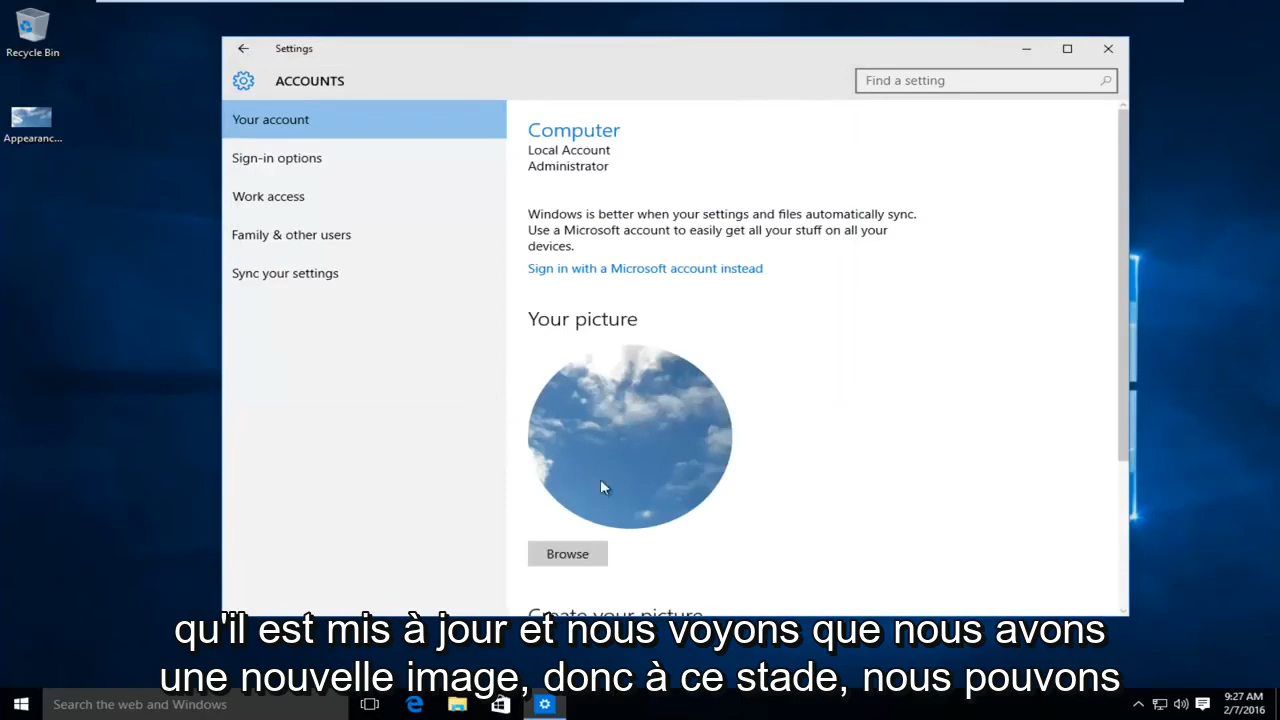 Recycle Bin
Appearanc...
Settings
ACCOUNTS
Find a setting
Your account
Sign-in options
Work access
Family & other users
Sync your settings
Computer
Local Account
Administrator
Windows is better when your settings and files automatically sync.
Use a Microsoft account to easily get all your stuff on all your
devices.
Sign in with a Microsoft account instead
Your picture
Browse
Create your picture
qu'il est mis à jour et nous voyons que nous avons
une nouvelle image, donc à ce stade, nous pouvons
Search the web and Windows
9:27 AM
2/7/2016